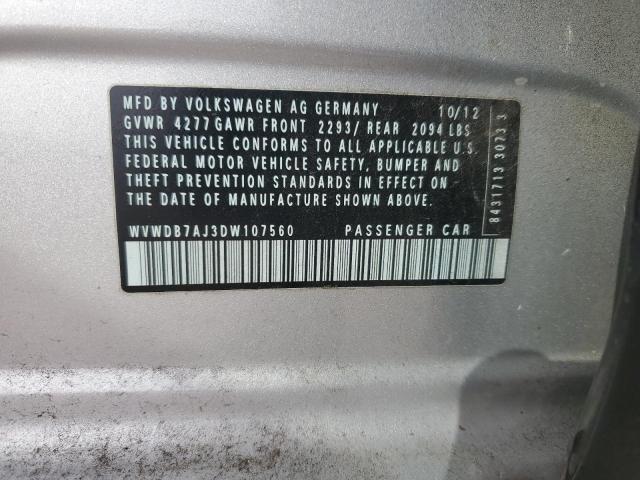 MFD BY VOLKSWAGEN AG GERMANY 10/12
GVWR 4277 GAWR FRONT 2293/ REAR 2094 LBS
THIS VEHICLE CONFORMS TO ALL APPLICABLE U.S.
FEDERAL MOTOR VEHICLE SAFETY, BUMPER AND
THEFT PREVENTION STANDARDS IN EFFECT ON
THE DATE OF MANUFACTURE SHOWN ABOVE.
WVWDB7AJ3DW107560 PASSENGER CAR
8431713 3073 3